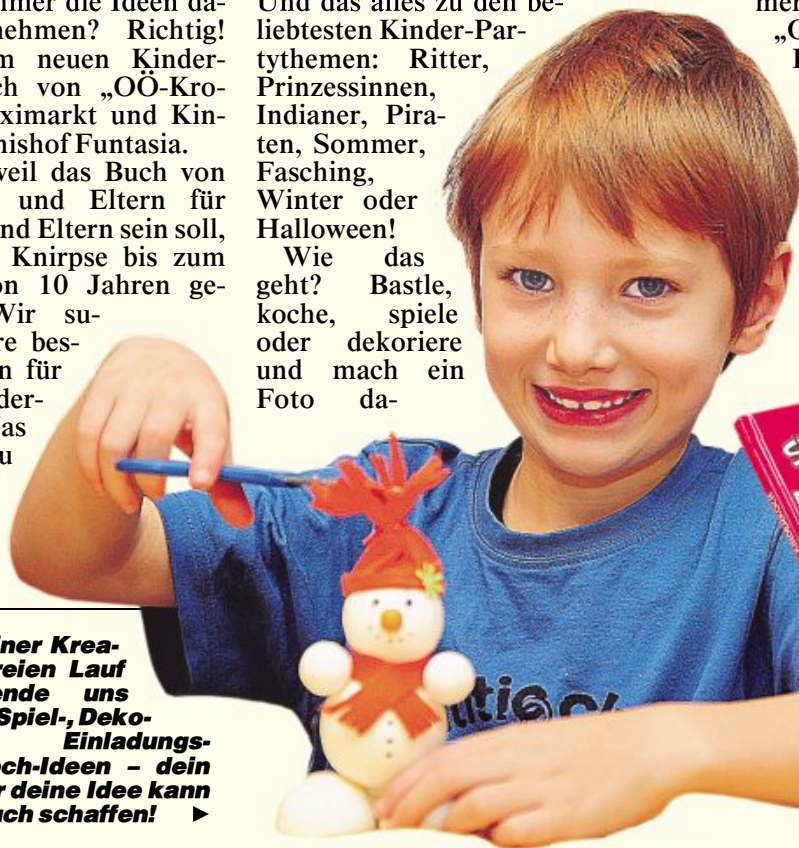 mmer die Ideen da-
nehmen? Richtig!
m neuen Kinder-
ch von „OÖ-Kro-
ximarkt und Kin-
nishof Funtasia.
weil das Buch von
und Eltern für
nd Eltern sein soll,
Knirpse bis zum
on 10 Jahren ge-
Wir su-
re bes-
n für
der-
as
u
Und das alles zu den be-
liebtesten Kinder-Par-
tythemen: Ritter,
Prinzessinnen,
Indianer, Pira-
ten, Sommer,
Fasching,
Winter oder
Halloween!
Wie das
geht? Bastle,
koche, spiele
oder dekoriere
und mach ein
Foto da-
iner Krea-
reien Lauf
ende uns
Spiel-, Deko-
Einladungs-
ch-Ideen – dein
r deine Idee kann
uch schaffen!